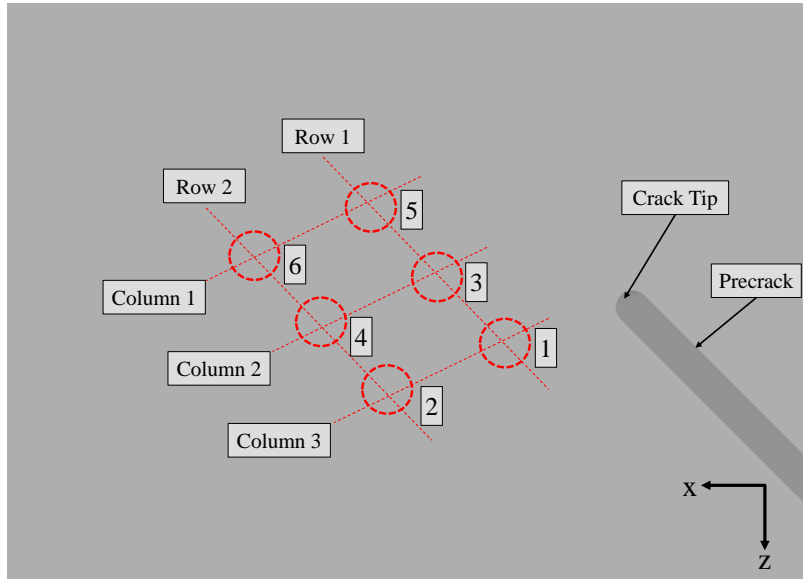 Row 1
Row 2
Crack Tip
5
6
Precrack
3
Column 1
4
1
Column 2
2
Column 3
x
z